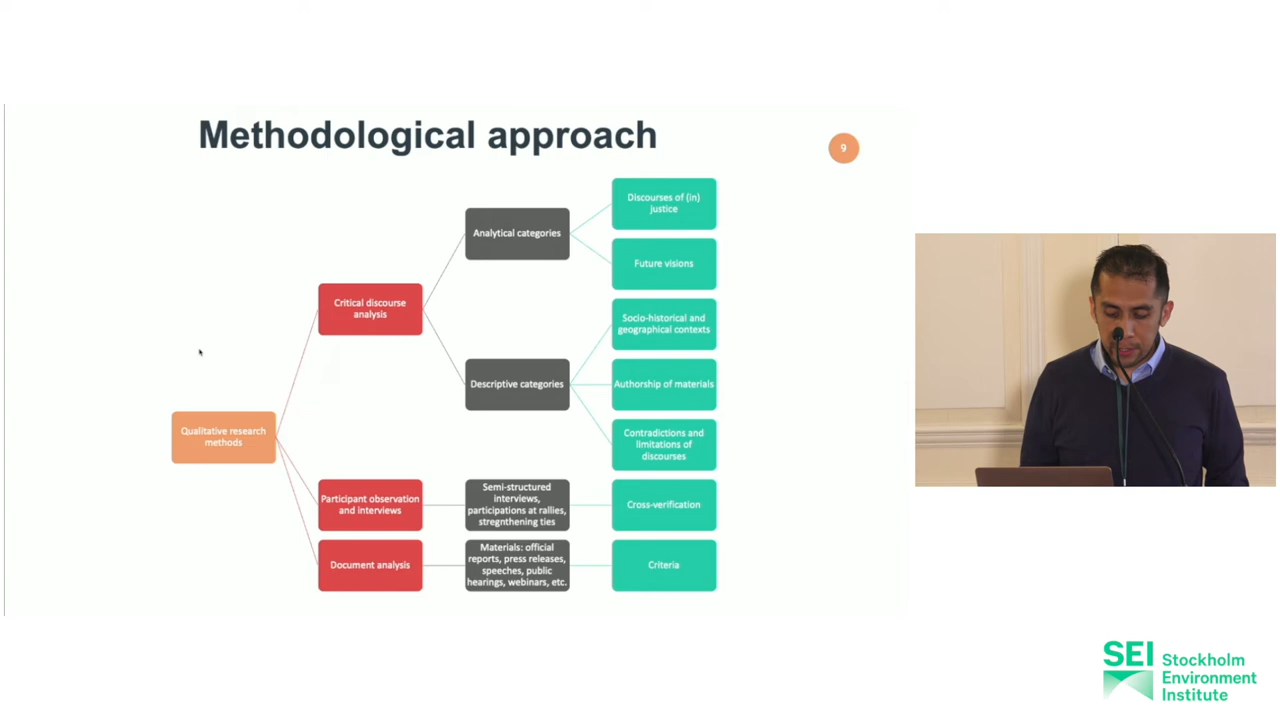 Methodological approach
9
Discourses of (in)
justice
Analytical categories
Future visions
Critical discourse
analysis
Socio-historical and
geographical contexts
Descriptive categories
Authorship of materials
Contradictions and
limitations of
discourses
Qualitative research
methods
Participant observation
and interviews
Semi-structured
interviews,
participations at rallies,
stregnthening ties
Cross-verification
Document analysis
Materials: official
reports, press releases,
speeches, public
hearings, webinars, etc.
Criteria
SEI Stockholm
Environment
Institute